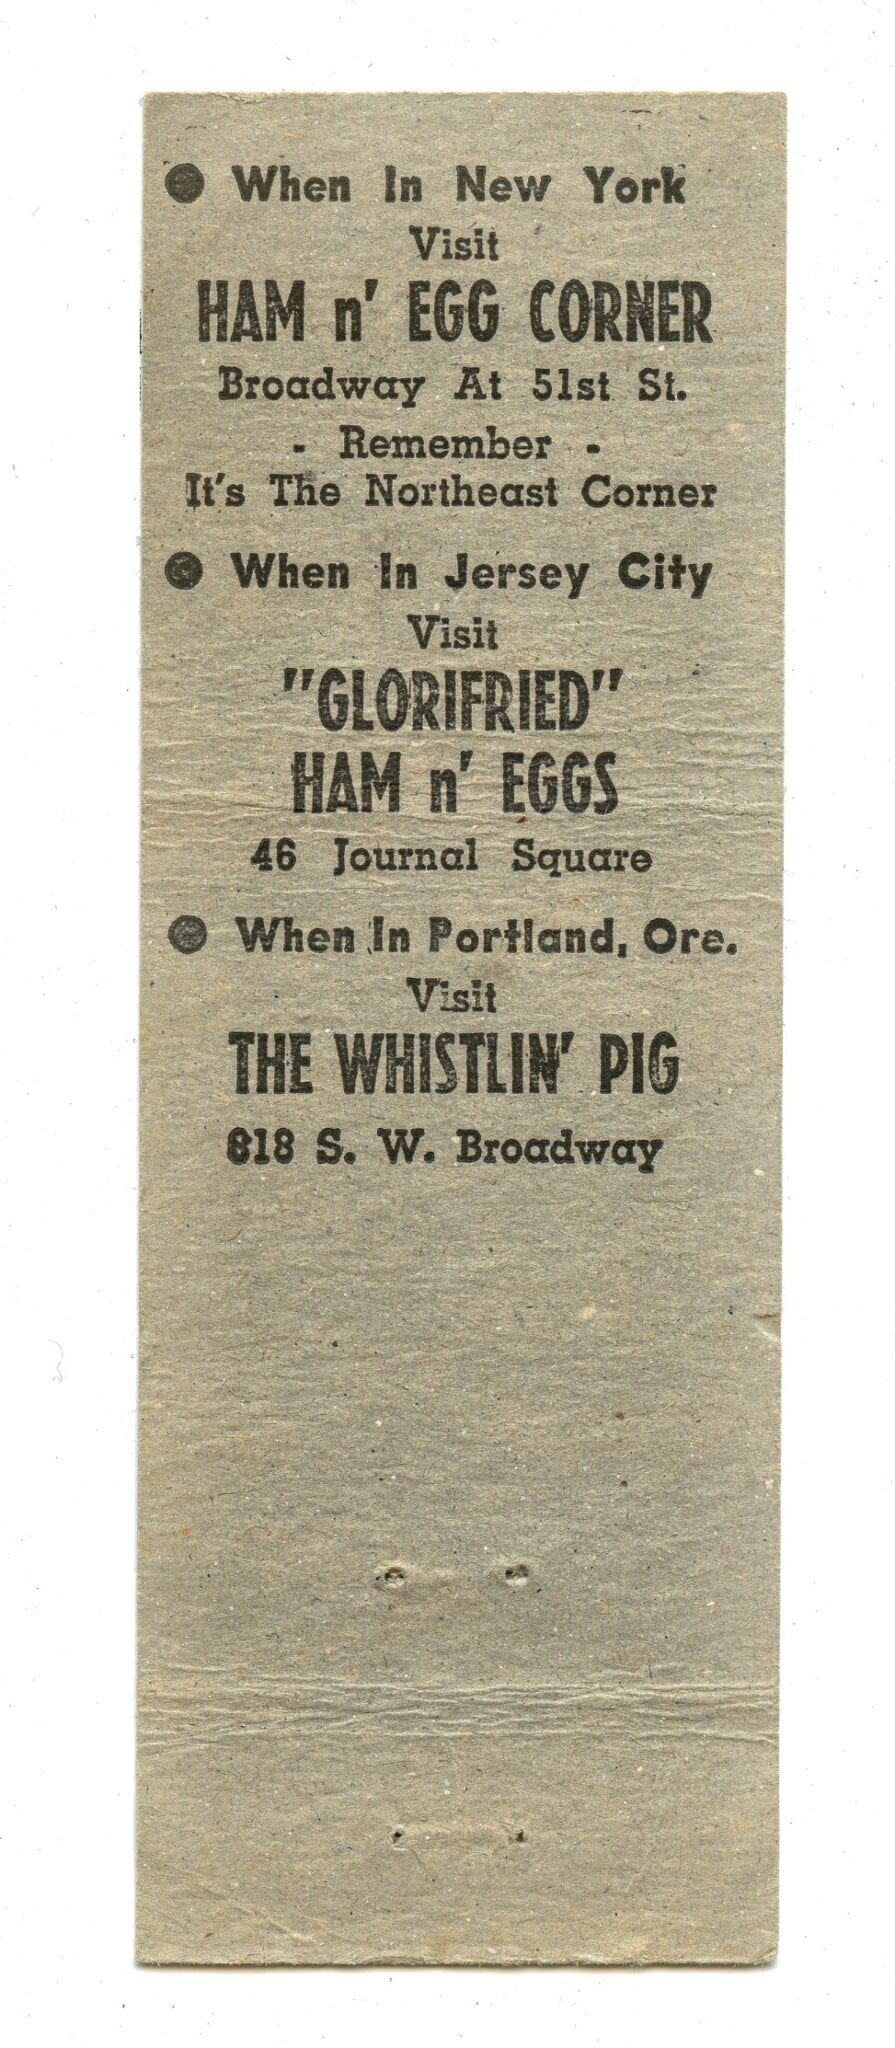 ● When In New York
Visit
HAM n' EGG CORNER
Broadway At 51st St.
- Remember -
It's The Northeast Corner
● When In Jersey City
Visit
"GLORIFRIED"
HAM n' EGGS
46 Journal Square
● When In Portland, Ore.
Visit
THE WHISTLIN' PIG
818 S. W. Broadway